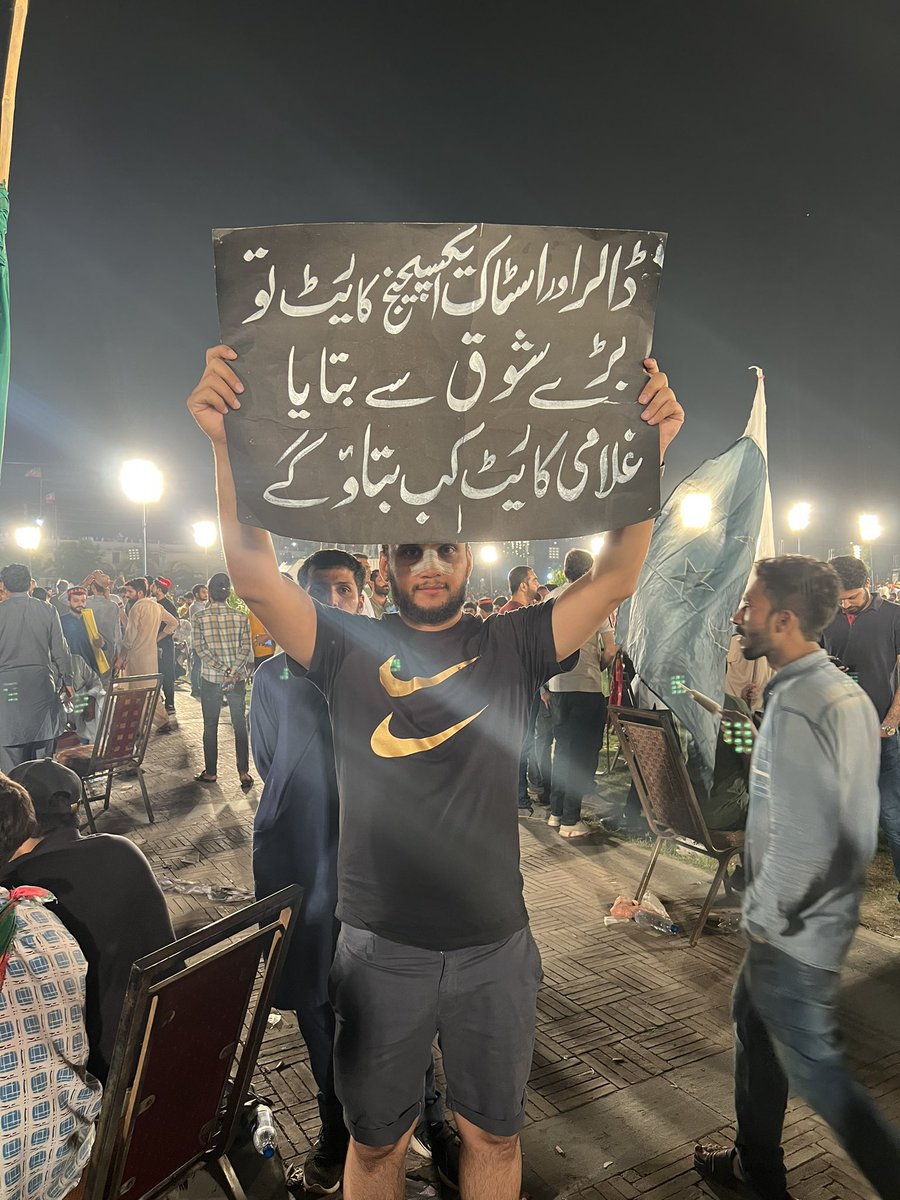 ڈالر اور اسٹاک ایکسچینج کا ریٹ تو
بڑے شوق سے بتایا
غلامی کا ریٹ کب بتاؤ گے